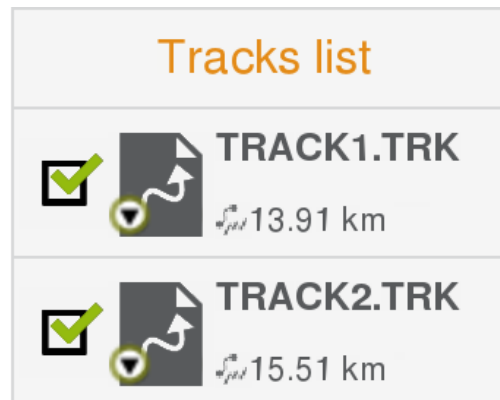 Tracks list
TRACK1.TRK
13.91 km
TRACK2.TRK
15.51 km